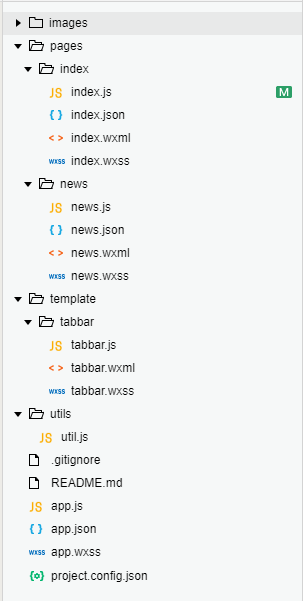 images
pages
index
JS index.js M
{ } index.json
< > index.wxml
wxss index.wxss
news
JS news.js
{ } news.json
< > news.wxml
wxss news.wxss
template
tabbar
JS tabbar.js
< > tabbar.wxml
wxss tabbar.wxss
utils
JS util.js
.gitignore
README.md
JS app.js
{ } app.json
wxss app.wxss
{o} project.config.json